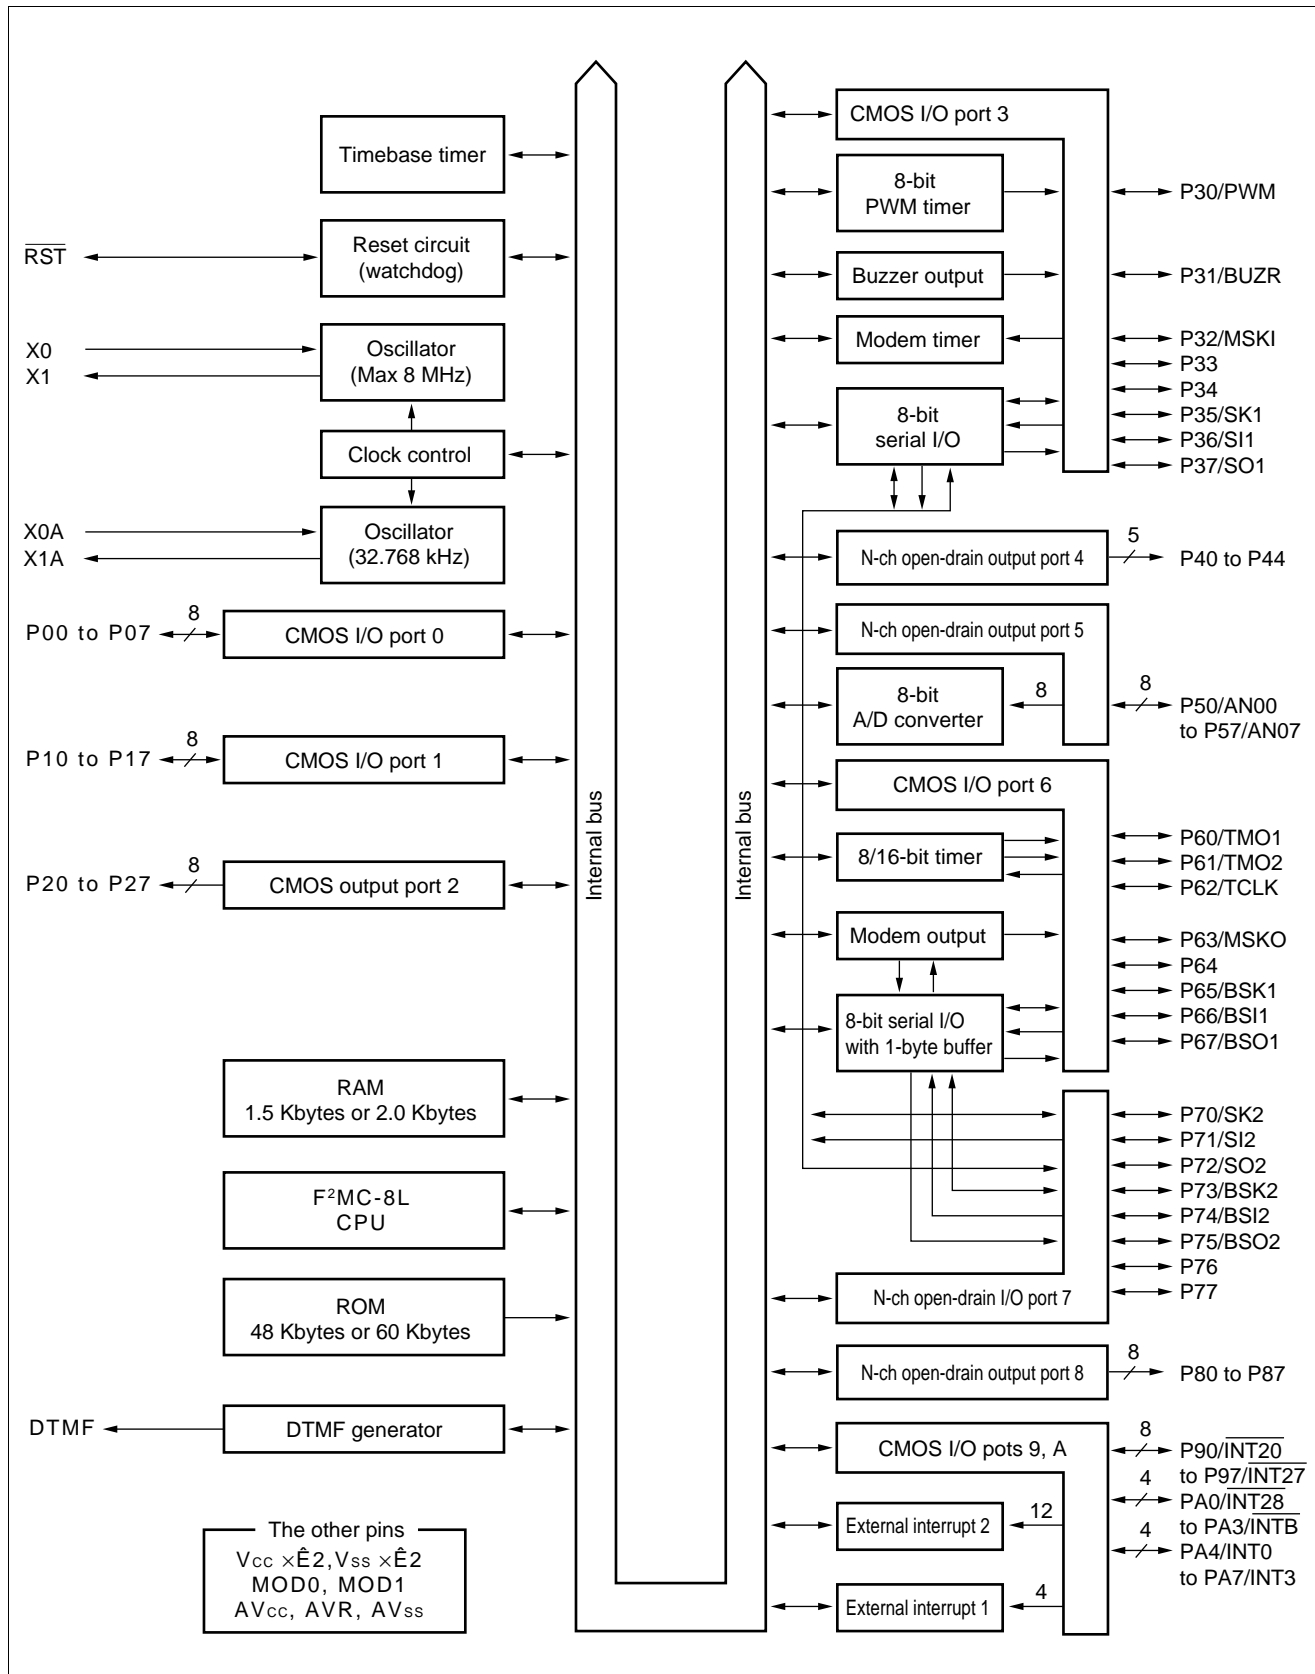 Timebase timer
RST
Reset circuit
(watchdog)
X0
X1
Oscillator
(Max 8 MHz)
Clock control
X0A
X1A
Oscillator
(32.768 kHz)
P00 to P07
8
CMOS I/O port 0
P10 to P17
8
CMOS I/O port 1
P20 to P27
8
CMOS output port 2
RAM
1.5 Kbytes or 2.0 Kbytes
F²MC-8L
CPU
ROM
48 Kbytes or 60 Kbytes
DTMF
DTMF generator
The other pins
VCC ×Ê2,VSS ×Ê2
MOD0, MOD1
AVCC, AVR, AVSS
Internal bus
Internal bus
CMOS I/O port 3
8-bit
PWM timer
P30/PWM
Buzzer output
P31/BUZR
Modem timer
P32/MSKI
P33
P34
8-bit
serial I/O
P35/SK1
P36/SI1
P37/SO1
N-ch open-drain output port 4
5
P40 to P44
N-ch open-drain output port 5
8-bit
A/D converter
8
8
P50/AN00
to P57/AN07
CMOS I/O port 6
8/16-bit timer
P60/TMO1
P61/TMO2
P62/TCLK
Modem output
P63/MSKO
P64
P65/BSK1
8-bit serial I/O
with 1-byte buffer
P66/BSI1
P67/BSO1
P70/SK2
P71/SI2
P72/SO2
P73/BSK2
P74/BSI2
P75/BSO2
P76
P77
N-ch open-drain I/O port 7
N-ch open-drain output port 8
8
P80 to P87
CMOS I/O pots 9, A
8
P90/INT20
to P97/INT27
4
PA0/INT28
to PA3/INTB
4
PA4/INT0
to PA7/INT3
External interrupt 2
12
External interrupt 1
4